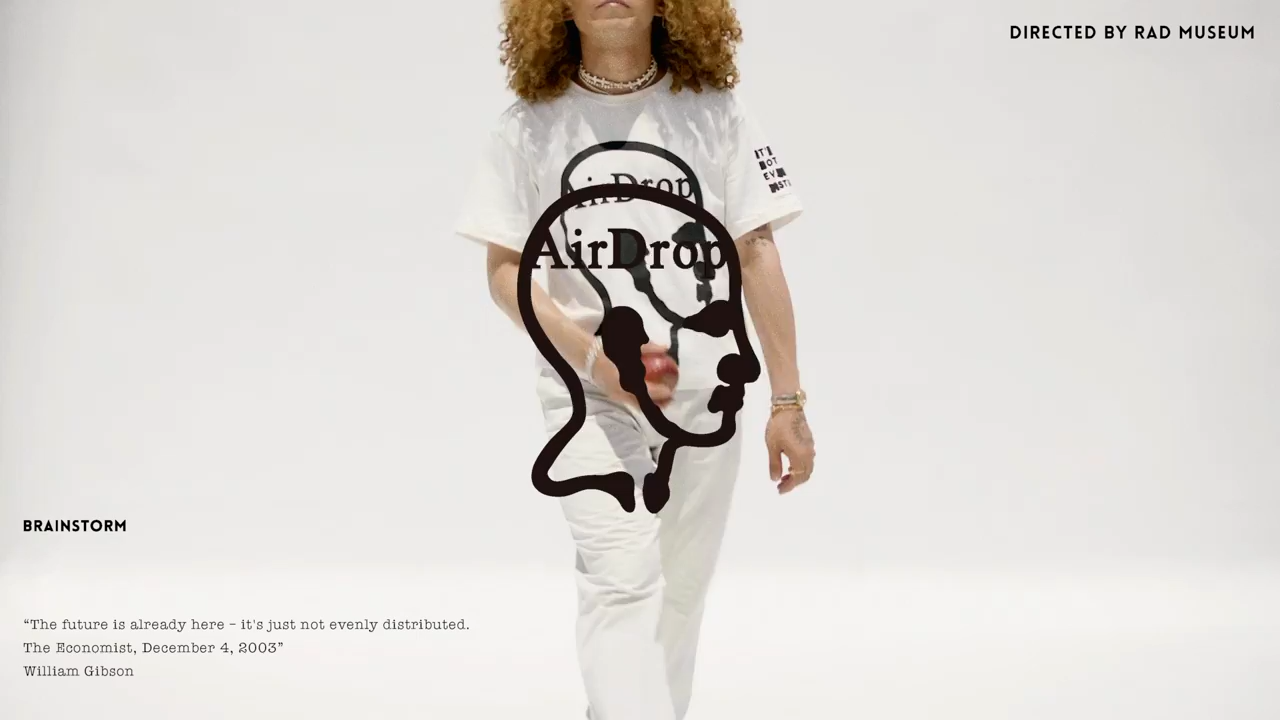 DIRECTED BY RAD MUSEUM
AirDrop
AirDrop
BRAINSTORM
“The future is already here – it's just not evenly distributed.
The Economist, December 4, 2003”
William Gibson